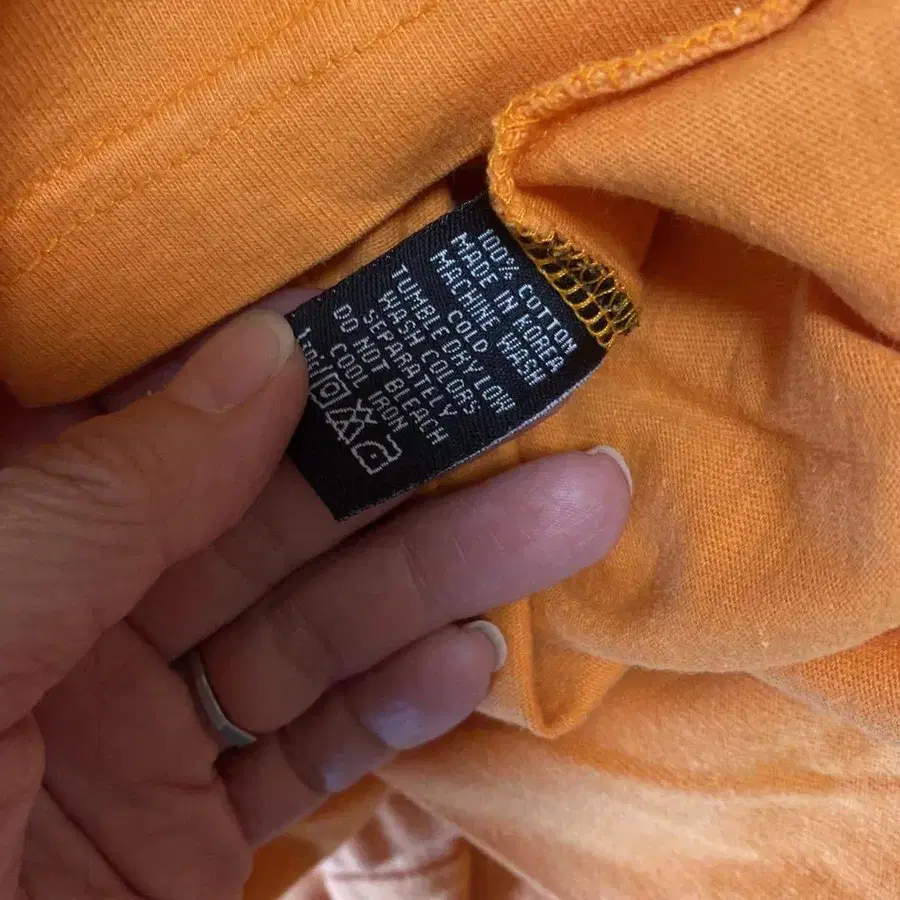 100% COTTON
MADE IN KOREA
MACHINE WASH
COLD
TUMBLE DRY LOW
WASH COLORS
SEPARATELY
DO NOT BLEACH
COOL IRON